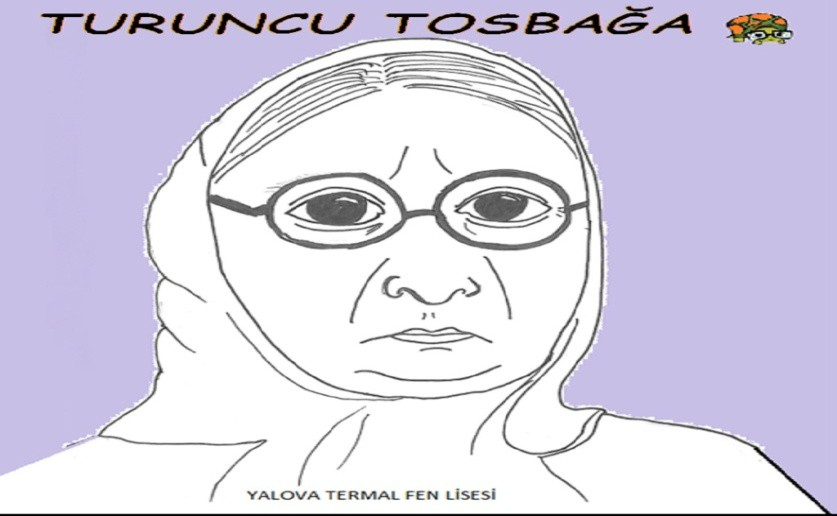 TURUNCU TOSBAĞA
YALOVA TERMAL FEN LİSESİ